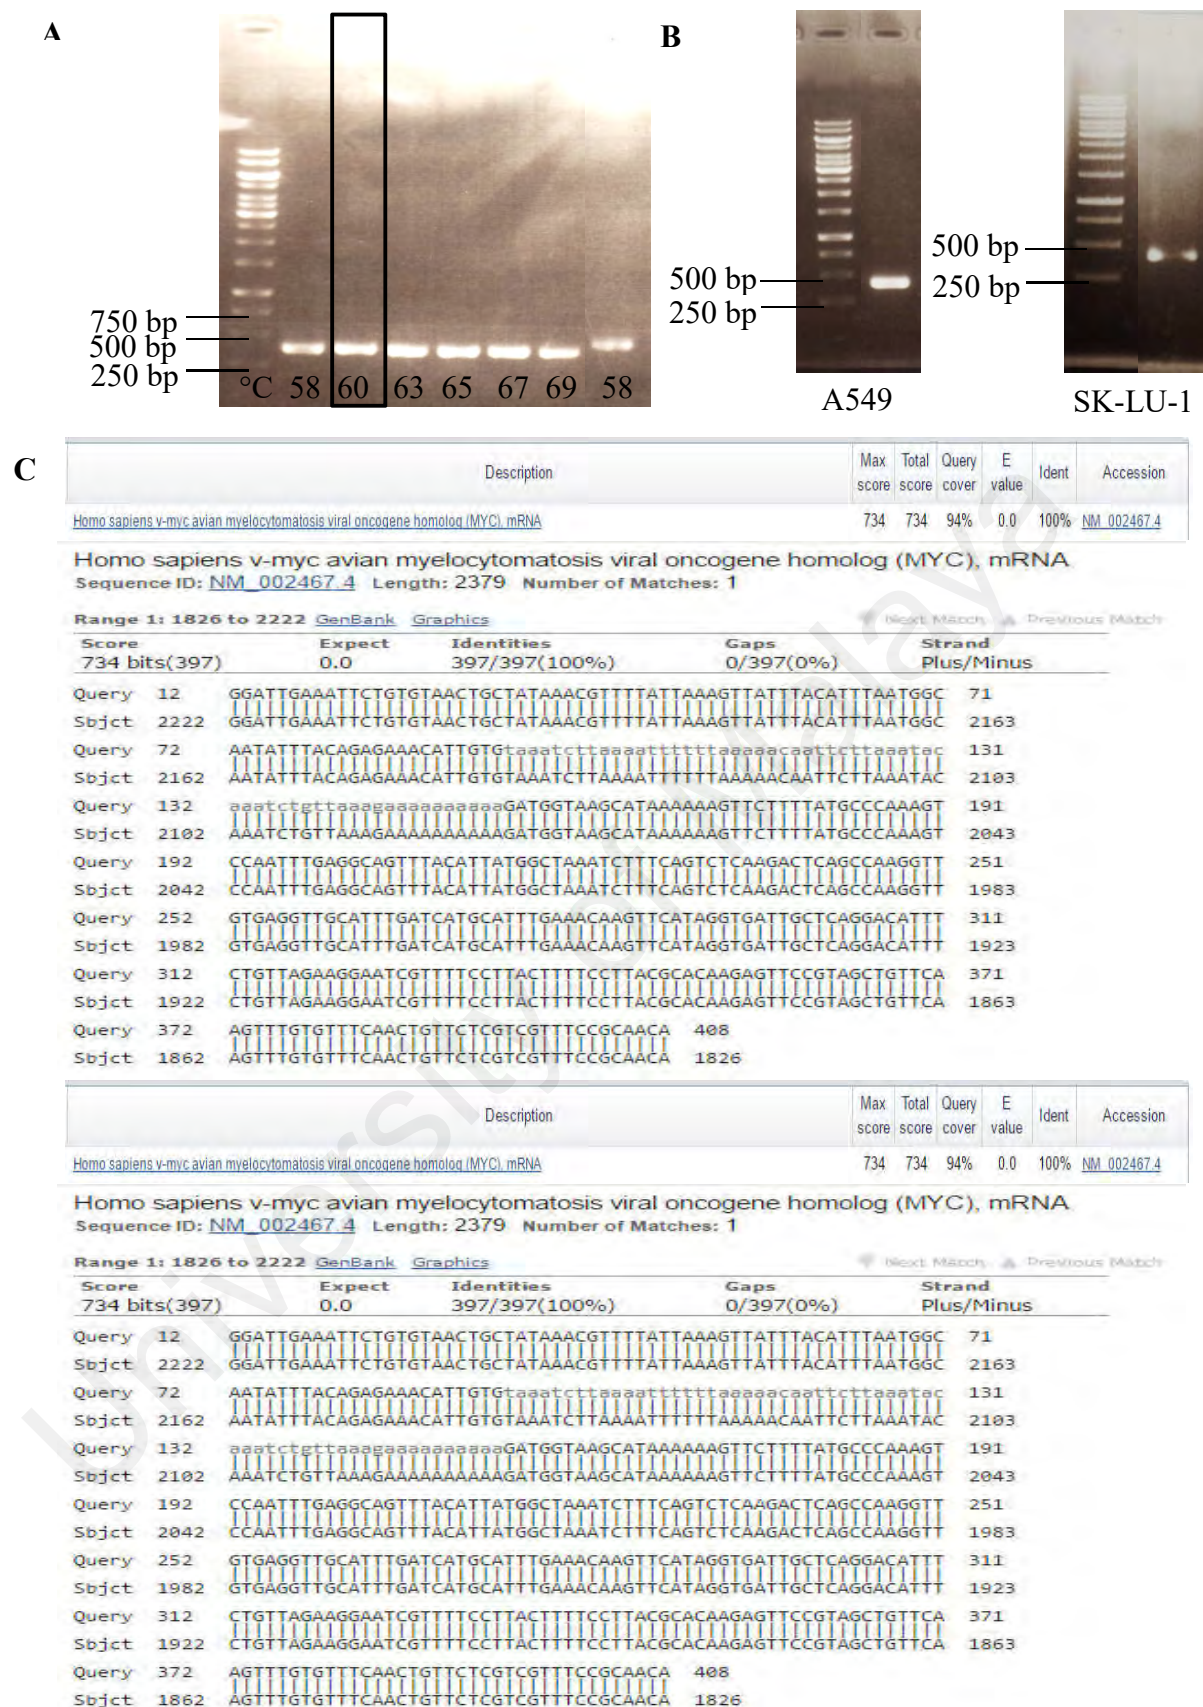 A
B
750 bp
500 bp
250 bp
°C 58 60 63 65 67 69 58
500 bp
250 bp
A549
500 bp
250 bp
SK-LU-1
C
Description Max score Total score Query cover E value Ident Accession
Homo sapiens v-myc avian myelocytomatosis viral oncogene homolog (MYC), mRNA 734 734 94% 0.0 100% NM_002467.4
Homo sapiens v-myc avian myelocytomatosis viral oncogene homolog (MYC), mRNA
Sequence ID: NM_002467.4 Length: 2379 Number of Matches: 1
Range 1: 1826 to 2222 GenBank Graphics Next Match Previous Match
Score Expect Identities Gaps Strand
734 bits(397) 0.0 397/397(100%) 0/397(0%) Plus/Minus
Query 12 GGATTGAAATTCTGTGTAACTGCTATAAACGTTTTATTAAAGTTATTTACATTTAATGGC 71
Sbjct 2222 GGATTGAAATTCTGTGTAACTGCTATAAACGTTTTATTAAAGTTATTTACATTTAATGGC 2163
Query 72 AATATTTACAGAGAAACATTGTGtaaatcttaaaattttttaaaaacaattcttaaatac 131
Sbjct 2162 AATATTTACAGAGAAACATTGTGTAAATCTTAAAATTTTTTAAAAACAATTCTTAAATAC 2103
Query 132 aaatctgttaaagaaaaaaaaaaGATGGTAAGCATAAAAAAGTTCTTTTATGCCCAAAGT 191
Sbjct 2102 AAATCTGTTAAAGAAAAAAAAAAGATGGTAAGCATAAAAAAGTTCTTTTATGCCCAAAGT 2043
Query 192 CCAATTTGAGGCAGTTTACATTATGGCTAAATCTTTCAGTCTCAAGACTCAGCCAAGGTT 251
Sbjct 2042 CCAATTTGAGGCAGTTTACATTATGGCTAAATCTTTCAGTCTCAAGACTCAGCCAAGGTT 1983
Query 252 GTGAGGTTGCATTTGATCATGCATTTGAAACAAGTTCATAGGTGATTGCTCAGGACATTT 311
Sbjct 1982 GTGAGGTTGCATTTGATCATGCATTTGAAACAAGTTCATAGGTGATTGCTCAGGACATTT 1923
Query 312 CTGTTAGAAGGAATCGTTTTCCTTACTTTTCCTTACGCACAAGAGTTCCGTAGCTGTTCA 371
Sbjct 1922 CTGTTAGAAGGAATCGTTTTCCTTACTTTTCCTTACGCACAAGAGTTCCGTAGCTGTTCA 1863
Query 372 AGTTTGTGTTTCAACTGTTCTCGTCGTTTCCGCAACA 408
Sbjct 1862 AGTTTGTGTTTCAACTGTTCTCGTCGTTTCCGCAACA 1826
Description Max score Total score Query cover E value Ident Accession
Homo sapiens v-myc avian myelocytomatosis viral oncogene homolog (MYC), mRNA 734 734 94% 0.0 100% NM_002467.4
Homo sapiens v-myc avian myelocytomatosis viral oncogene homolog (MYC), mRNA
Sequence ID: NM_002467.4 Length: 2379 Number of Matches: 1
Range 1: 1826 to 2222 GenBank Graphics Next Match Previous Match
Score Expect Identities Gaps Strand
734 bits(397) 0.0 397/397(100%) 0/397(0%) Plus/Minus
Query 12 GGATTGAAATTCTGTGTAACTGCTATAAACGTTTTATTAAAGTTATTTACATTTAATGGC 71
Sbjct 2222 GGATTGAAATTCTGTGTAACTGCTATAAACGTTTTATTAAAGTTATTTACATTTAATGGC 2163
Query 72 AATATTTACAGAGAAACATTGTGtaaatcttaaaattttttaaaaacaattcttaaatac 131
Sbjct 2162 AATATTTACAGAGAAACATTGTGTAAATCTTAAAATTTTTTAAAAACAATTCTTAAATAC 2103
Query 132 aaatctgttaaagaaaaaaaaaaGATGGTAAGCATAAAAAAGTTCTTTTATGCCCAAAGT 191
Sbjct 2102 AAATCTGTTAAAGAAAAAAAAAAGATGGTAAGCATAAAAAAGTTCTTTTATGCCCAAAGT 2043
Query 192 CCAATTTGAGGCAGTTTACATTATGGCTAAATCTTTCAGTCTCAAGACTCAGCCAAGGTT 251
Sbjct 2042 CCAATTTGAGGCAGTTTACATTATGGCTAAATCTTTCAGTCTCAAGACTCAGCCAAGGTT 1983
Query 252 GTGAGGTTGCATTTGATCATGCATTTGAAACAAGTTCATAGGTGATTGCTCAGGACATTT 311
Sbjct 1982 GTGAGGTTGCATTTGATCATGCATTTGAAACAAGTTCATAGGTGATTGCTCAGGACATTT 1923
Query 312 CTGTTAGAAGGAATCGTTTTCCTTACTTTTCCTTACGCACAAGAGTTCCGTAGCTGTTCA 371
Sbjct 1922 CTGTTAGAAGGAATCGTTTTCCTTACTTTTCCTTACGCACAAGAGTTCCGTAGCTGTTCA 1863
Query 372 AGTTTGTGTTTCAACTGTTCTCGTCGTTTCCGCAACA 408
Sbjct 1862 AGTTTGTGTTTCAACTGTTCTCGTCGTTTCCGCAACA 1826
University of Malaya